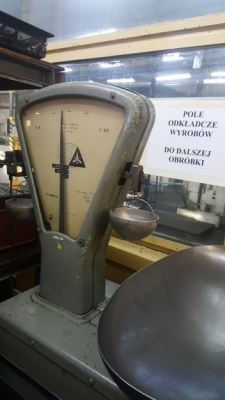 POLE
ODKŁADCZE
WYROBÓW
DO DALSZEJ
OBRÓBKI